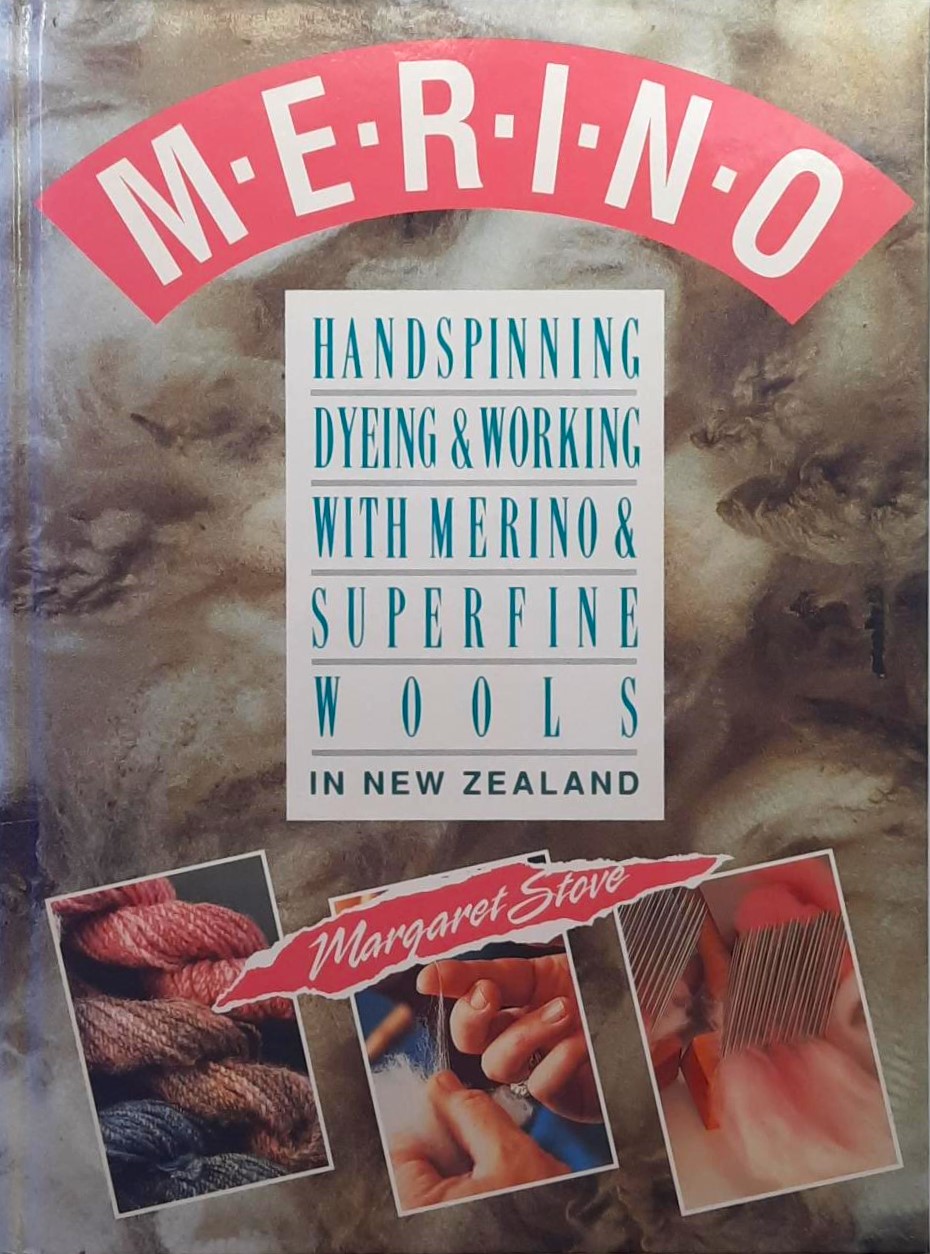 M·E·R·I·N·O
HANDSPINNING
DYEING & WORKING
WITH MERINO &
SUPERFINE
WOOLS
IN NEW ZEALAND
Margaret Stove